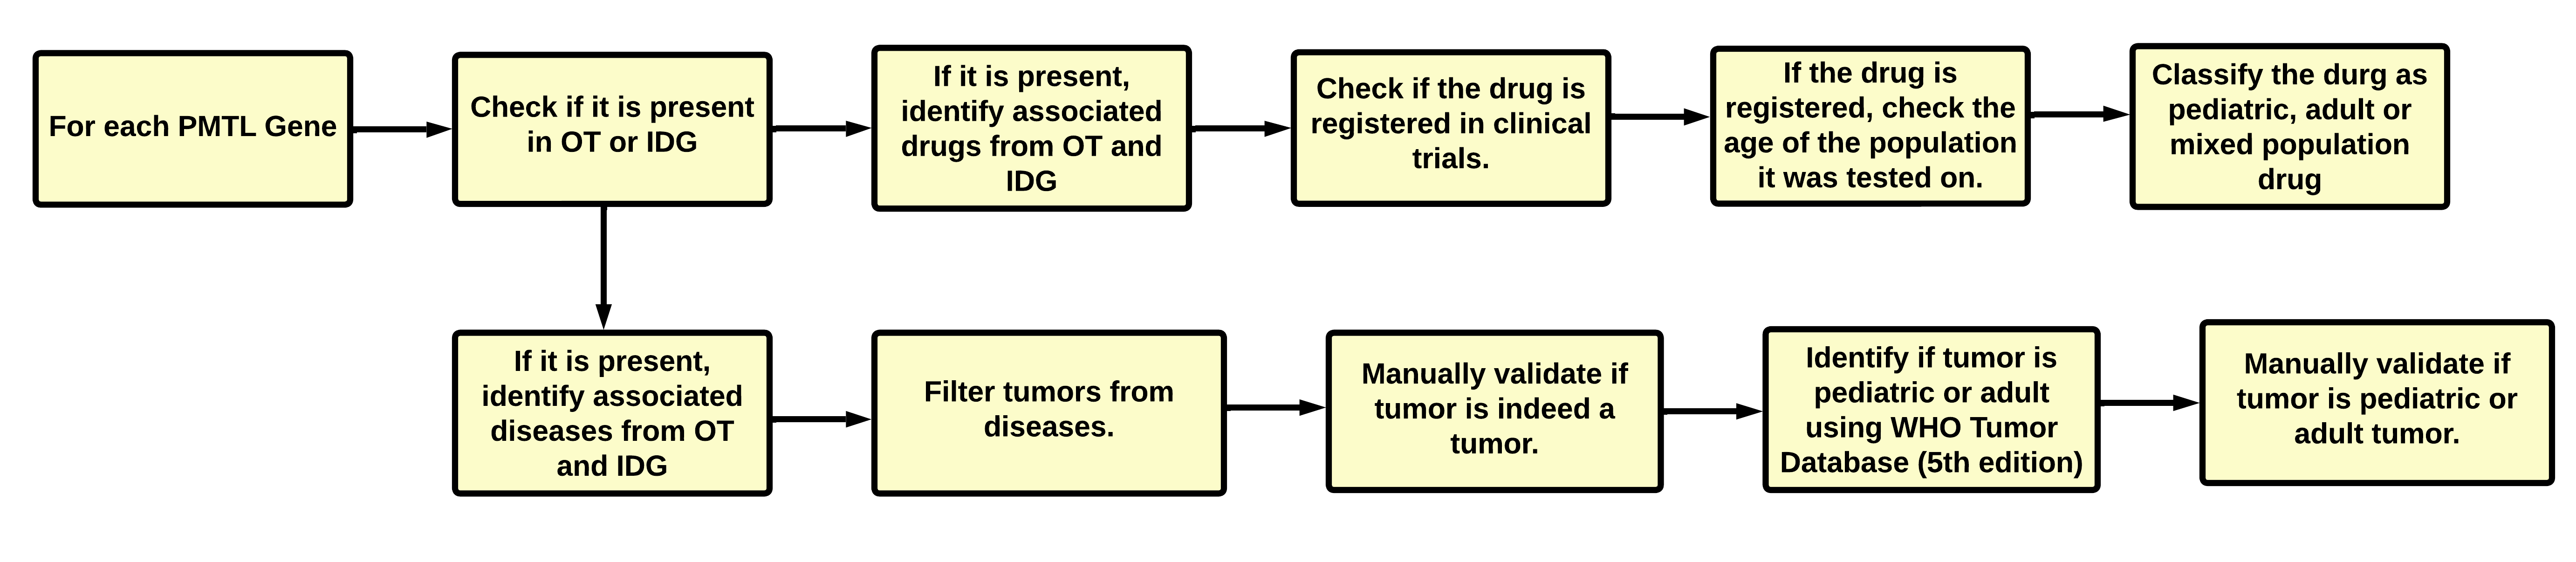 For each PMTL Gene
Check if it is present
in OT or IDG
If it is present,
identify associated
drugs from OT and
IDG
Check if the drug is
registered in clinical
trials.
If the drug is
registered, check the
age of the population
it was tested on.
Classify the durg as
pediatric, adult or
mixed population
drug
If it is present,
identify associated
diseases from OT
and IDG
Filter tumors from
diseases.
Manually validate if
tumor is indeed a
tumor.
Identify if tumor is
pediatric or adult
using WHO Tumor
Database (5th edition)
Manually validate if
tumor is pediatric or
adult tumor.